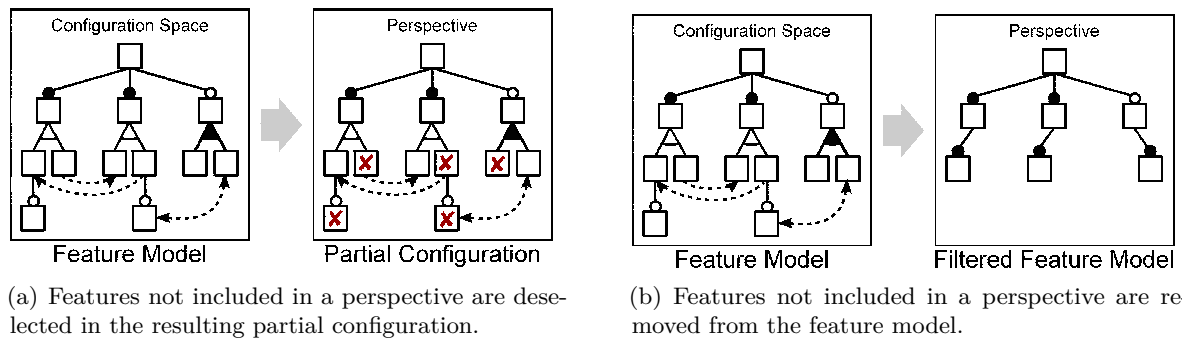 Configuration Space
Perspective
Feature Model
Partial Configuration
(a) Features not included in a perspective are dese-
lected in the resulting partial configuration.
Configuration Space
Perspective
Feature Model
Filtered Feature Model
(b) Features not included in a perspective are re-
moved from the feature model.